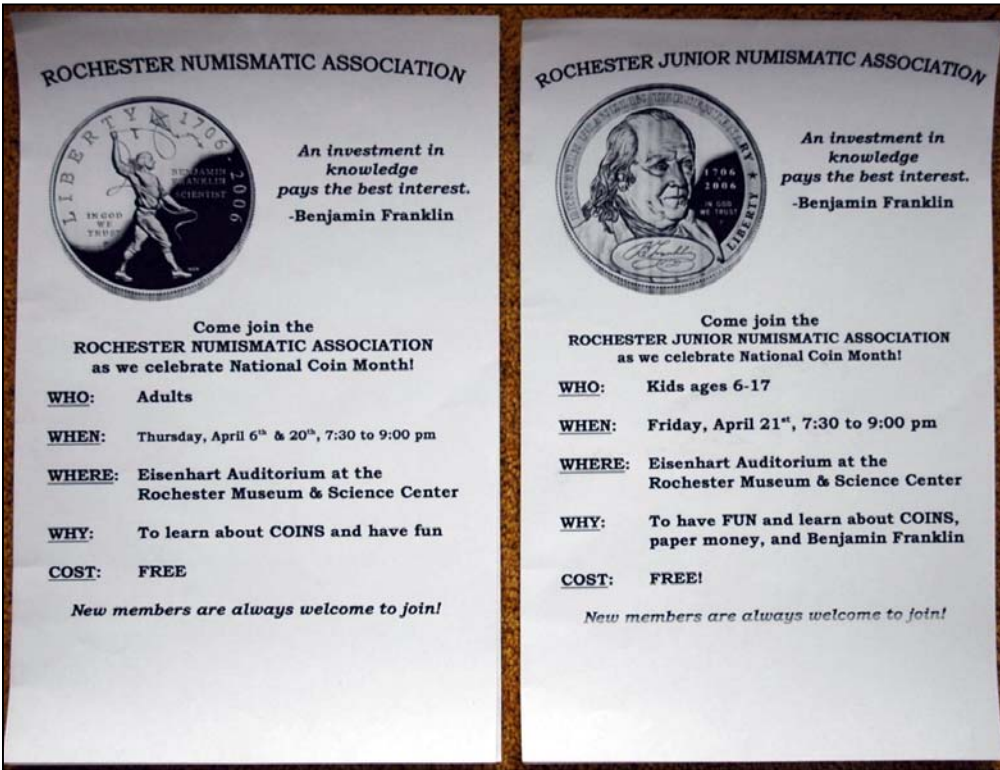 ROCHESTER NUMISMATIC ASSOCIATION
LIBERTY 1706-2006
BENJAMIN
FRANKLIN
SCIENTIST
IN GOD
WE
TRUST
An investment in
knowledge
pays the best interest.
-Benjamin Franklin
Come join the
ROCHESTER NUMISMATIC ASSOCIATION
as we celebrate National Coin Month!
WHO: Adults
WHEN: Thursday, April 6th & 20th, 7:30 to 9:00 pm
WHERE: Eisenhart Auditorium at the
Rochester Museum & Science Center
WHY: To learn about COINS and have fun
COST: FREE
New members are always welcome to join!
ROCHESTER JUNIOR NUMISMATIC ASSOCIATION
BENJAMIN FRANKLIN TERCENTENARY ★ LIBERTY
1706
2006
IN GOD
WE TRUST
B. Franklin
An investment in
knowledge
pays the best interest.
-Benjamin Franklin
Come join the
ROCHESTER JUNIOR NUMISMATIC ASSOCIATION
as we celebrate National Coin Month!
WHO: Kids ages 6-17
WHEN: Friday, April 21st, 7:30 to 9:00 pm
WHERE: Eisenhart Auditorium at the
Rochester Museum & Science Center
WHY: To have FUN and learn about COINS,
paper money, and Benjamin Franklin
COST: FREE!
New members are always welcome to join!